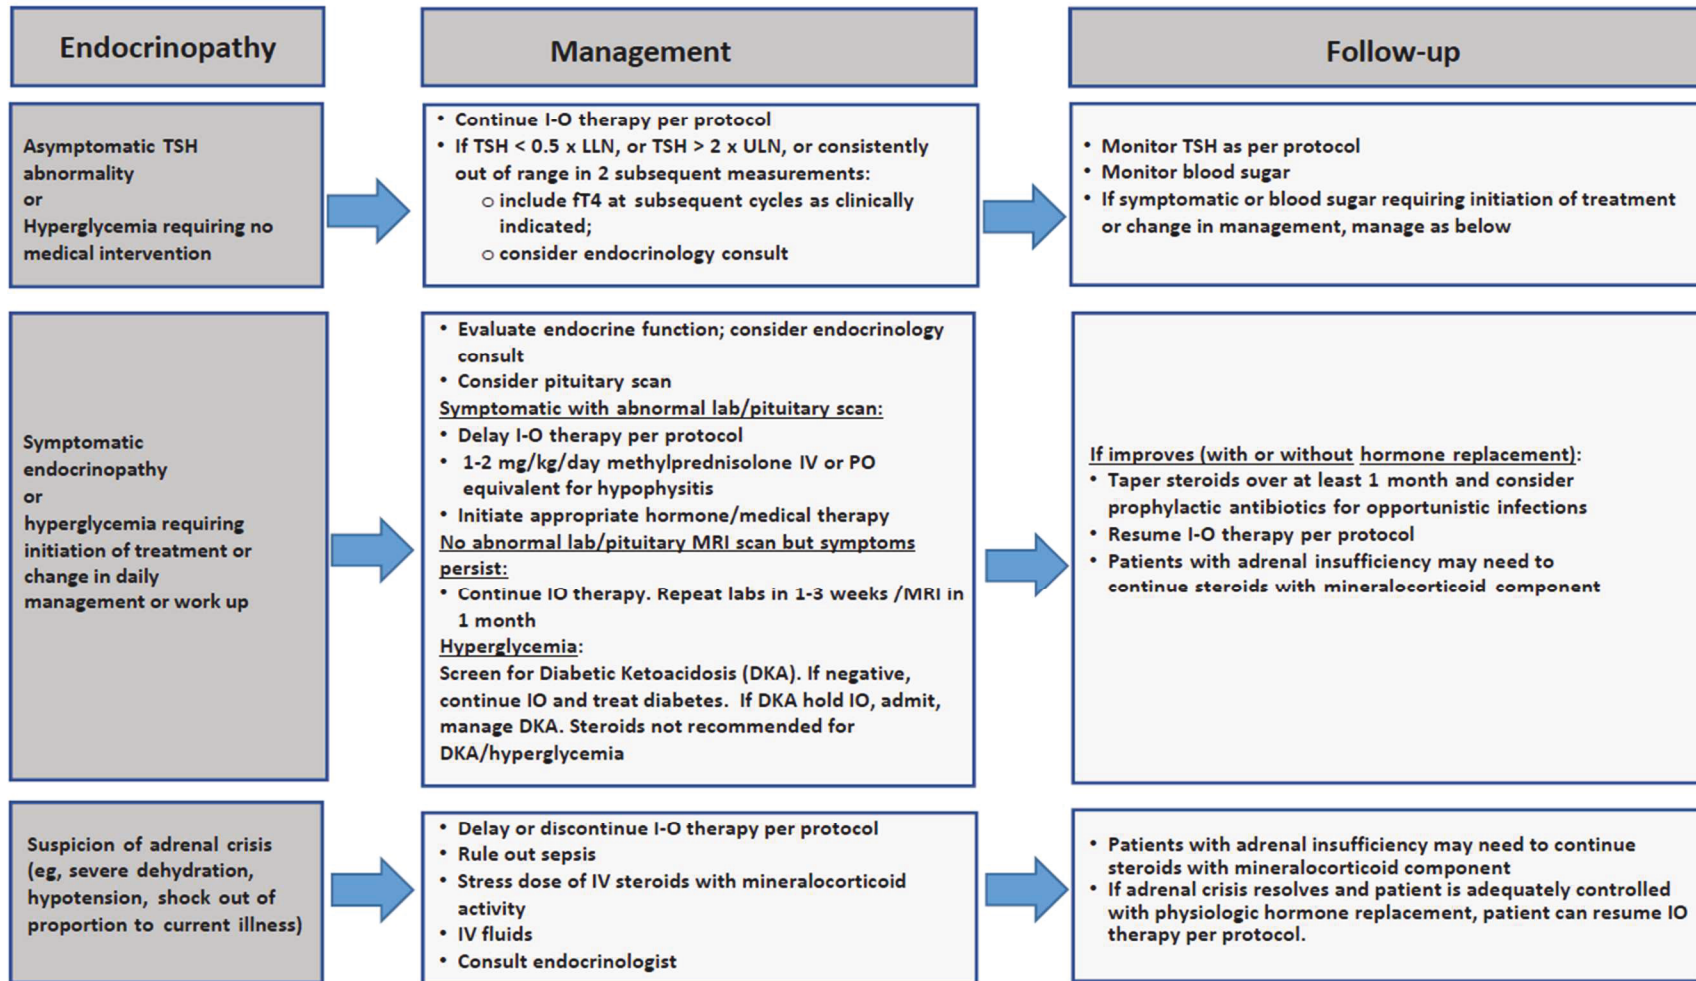 Endocrinopathy
Management
Follow-up
Asymptomatic TSH
abnormality
or
Hyperglycemia requiring no
medical intervention
• Continue I-O therapy per protocol
• If TSH < 0.5 x LLN, or TSH > 2 x ULN, or consistently
out of range in 2 subsequent measurements:
o include fT4 at subsequent cycles as clinically
indicated;
o consider endocrinology consult
• Monitor TSH as per protocol
• Monitor blood sugar
• If symptomatic or blood sugar requiring initiation of treatment
or change in management, manage as below
Symptomatic
endocrinopathy
or
hyperglycemia requiring
initiation of treatment or
change in daily
management or work up
• Evaluate endocrine function; consider endocrinology
consult
• Consider pituitary scan
Symptomatic with abnormal lab/pituitary scan:
• Delay I-O therapy per protocol
• 1-2 mg/kg/day methylprednisolone IV or PO
equivalent for hypophysitis
• Initiate appropriate hormone/medical therapy
No abnormal lab/pituitary MRI scan but symptoms
persist:
• Continue IO therapy. Repeat labs in 1-3 weeks /MRI in
1 month
Hyperglycemia:
Screen for Diabetic Ketoacidosis (DKA). If negative,
continue IO and treat diabetes. If DKA hold IO, admit,
manage DKA. Steroids not recommended for
DKA/hyperglycemia
If improves (with or without hormone replacement):
• Taper steroids over at least 1 month and consider
prophylactic antibiotics for opportunistic infections
• Resume I-O therapy per protocol
• Patients with adrenal insufficiency may need to
continue steroids with mineralocorticoid component
Suspicion of adrenal crisis
(eg, severe dehydration,
hypotension, shock out of
proportion to current illness)
• Delay or discontinue I-O therapy per protocol
• Rule out sepsis
• Stress dose of IV steroids with mineralocorticoid
activity
• IV fluids
• Consult endocrinologist
• Patients with adrenal insufficiency may need to continue
steroids with mineralocorticoid component
• If adrenal crisis resolves and patient is adequately controlled
with physiologic hormone replacement, patient can resume IO
therapy per protocol.